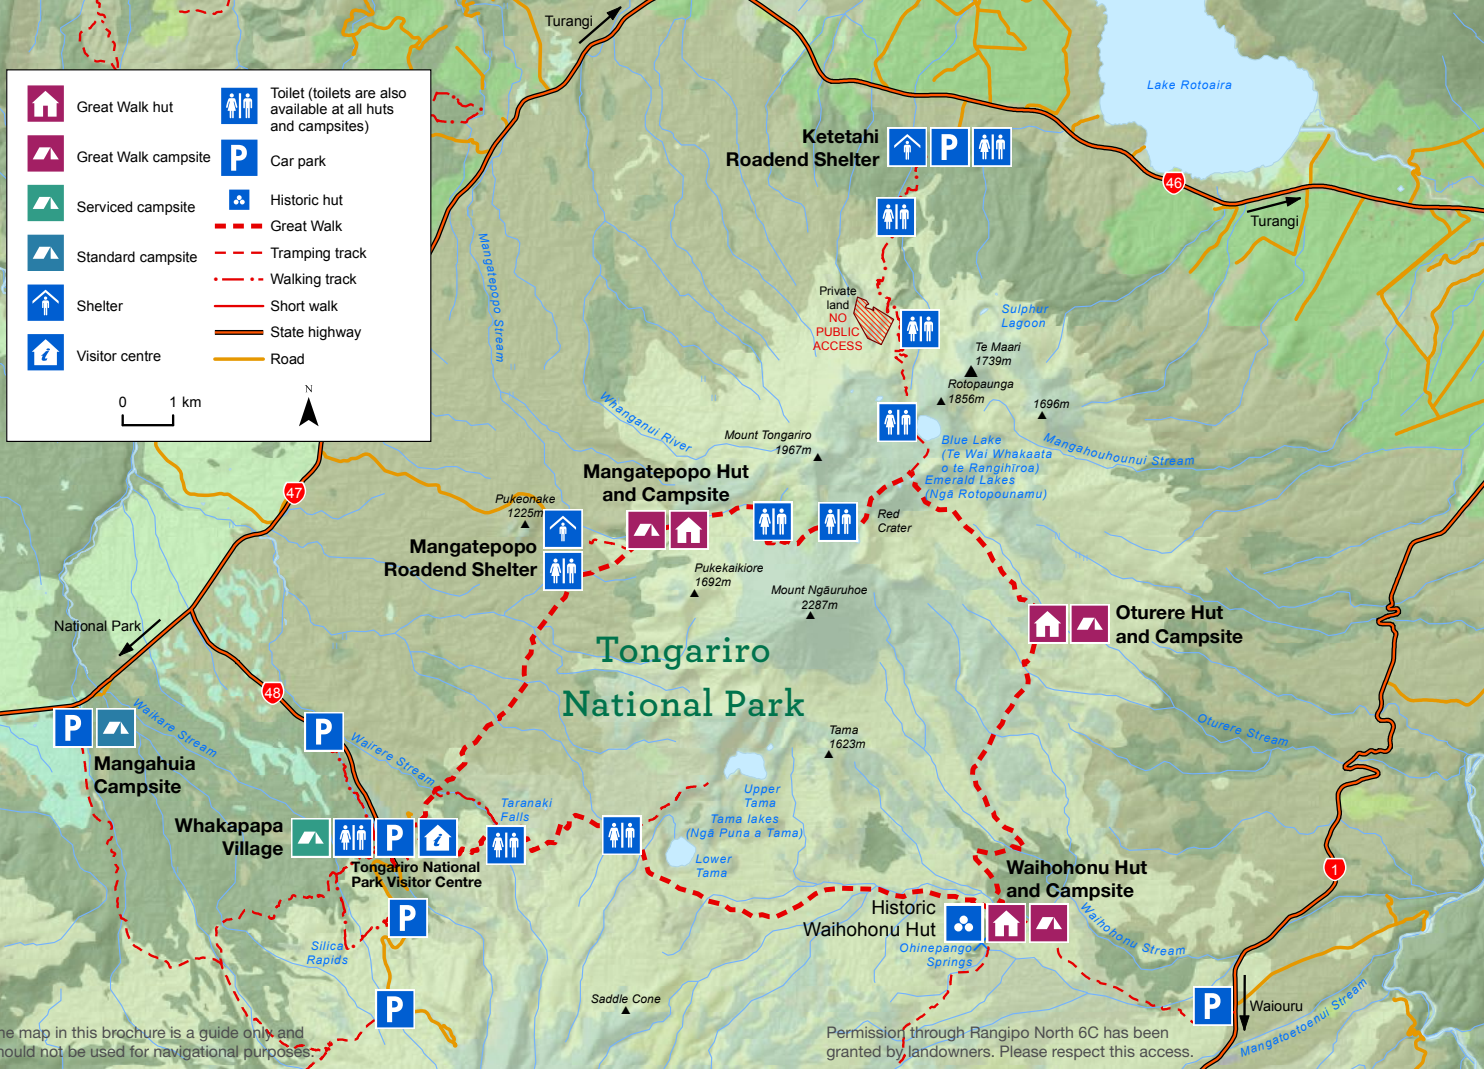 Turangi
Lake Rotoaira
Great Walk hut
Great Walk campsite
Serviced campsite
Standard campsite
Shelter
Visitor centre
Toilet (toilets are also
available at all huts
and campsites)
P
Car park
Historic hut
Great Walk
Tramping track
Walking track
Short walk
State highway
Road
0 1 km
N
Ketetahi
Roadend Shelter
P
46
Turangi
Mangatepopo Stream
Private
land
NO
PUBLIC
ACCESS
Sulphur
Lagoon
Te Maari
1739m
Rotopaunga
1856m
1696m
Whanganui River
Mount Tongariro
1967m
Blue Lake
(Te Wai Whakaata
o te Rangihīroa)
Emerald Lakes
(Ngā Rotopounamu)
Mangahouhounui Stream
Mangatepopo Hut
and Campsite
47
Pukeonake
1225m
Red
Crater
Mangatepopo
Roadend Shelter
Pukekaikiore
1692m
Mount Ngāuruhoe
2287m
Oturere Hut
and Campsite
National Park
Tongariro
National Park
48
P
Mangahuia
Campsite
Waikare Stream
P
Wairere Stream
Tama
1623m
Oturere Stream
Taranaki
Falls
Upper
Tama
Tama lakes
(Ngā Puna a Tama)
Lower
Tama
Whakapapa
Village
P
i
Tongariro National
Park Visitor Centre
P
Silica
Rapids
1
Waihohonu Hut
and Campsite
Historic
Waihohonu Hut
Ohinepango
Springs
Waihohonu Stream
Saddle Cone
P
P
Waiouru
Mangatoetoenui Stream
he map in this brochure is a guide only and
hould not be used for navigational purposes.
Permission through Rangipo North 6C has been
granted by landowners. Please respect this access.